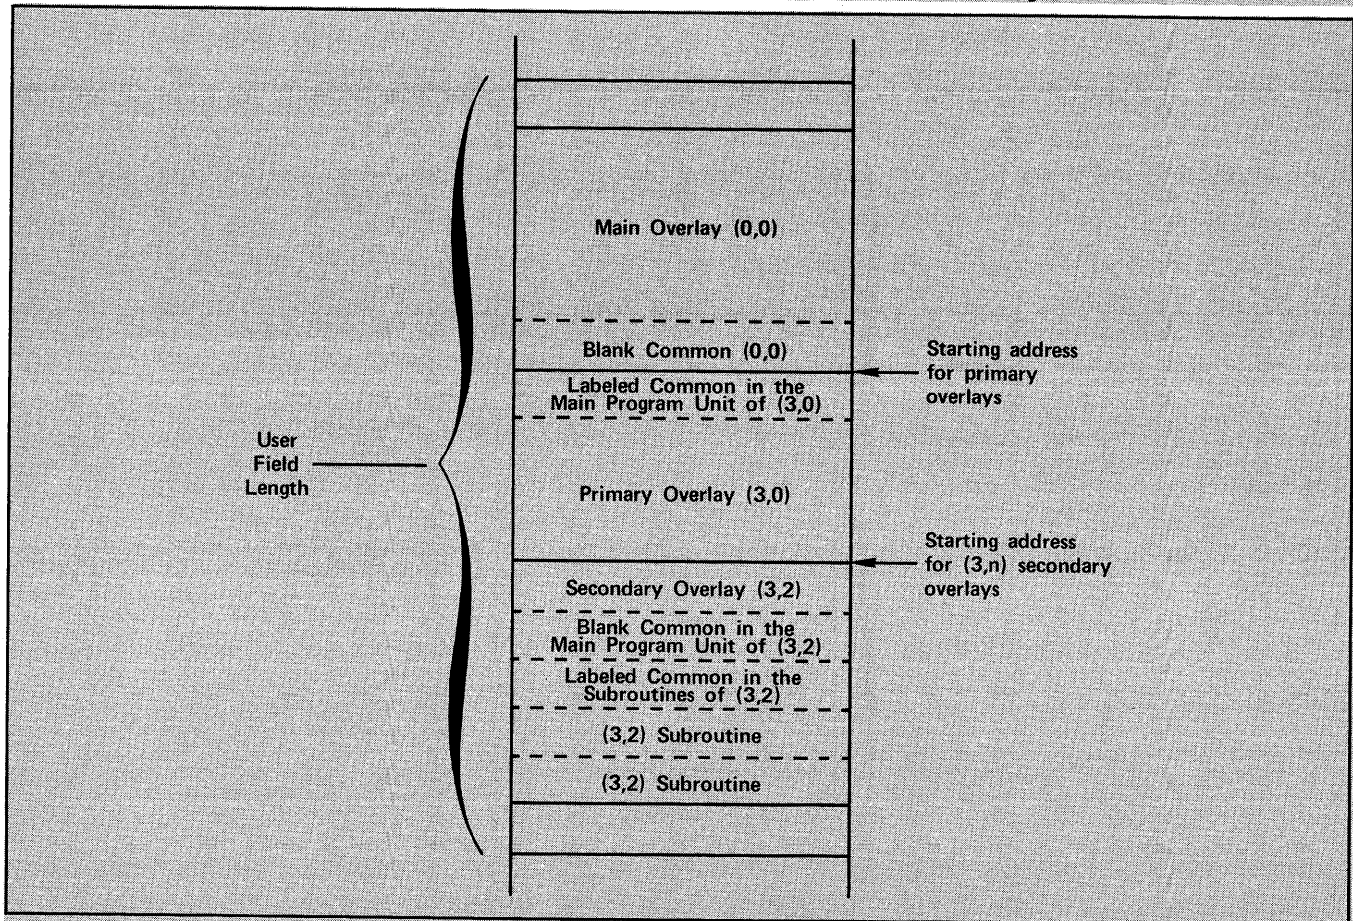 Main Overlay (0,0)
Blank Common (0,0)
Starting address
for primary
overlays
Labeled Common in the
Main Program Unit of (3,0)
User
Field
Length
Primary Overlay (3,0)
Starting address
for (3,n) secondary
overlays
Secondary Overlay (3,2)
Blank Common in the
Main Program Unit of (3,2)
Labeled Common in the
Subroutines of (3,2)
(3,2) Subroutine
(3,2) Subroutine